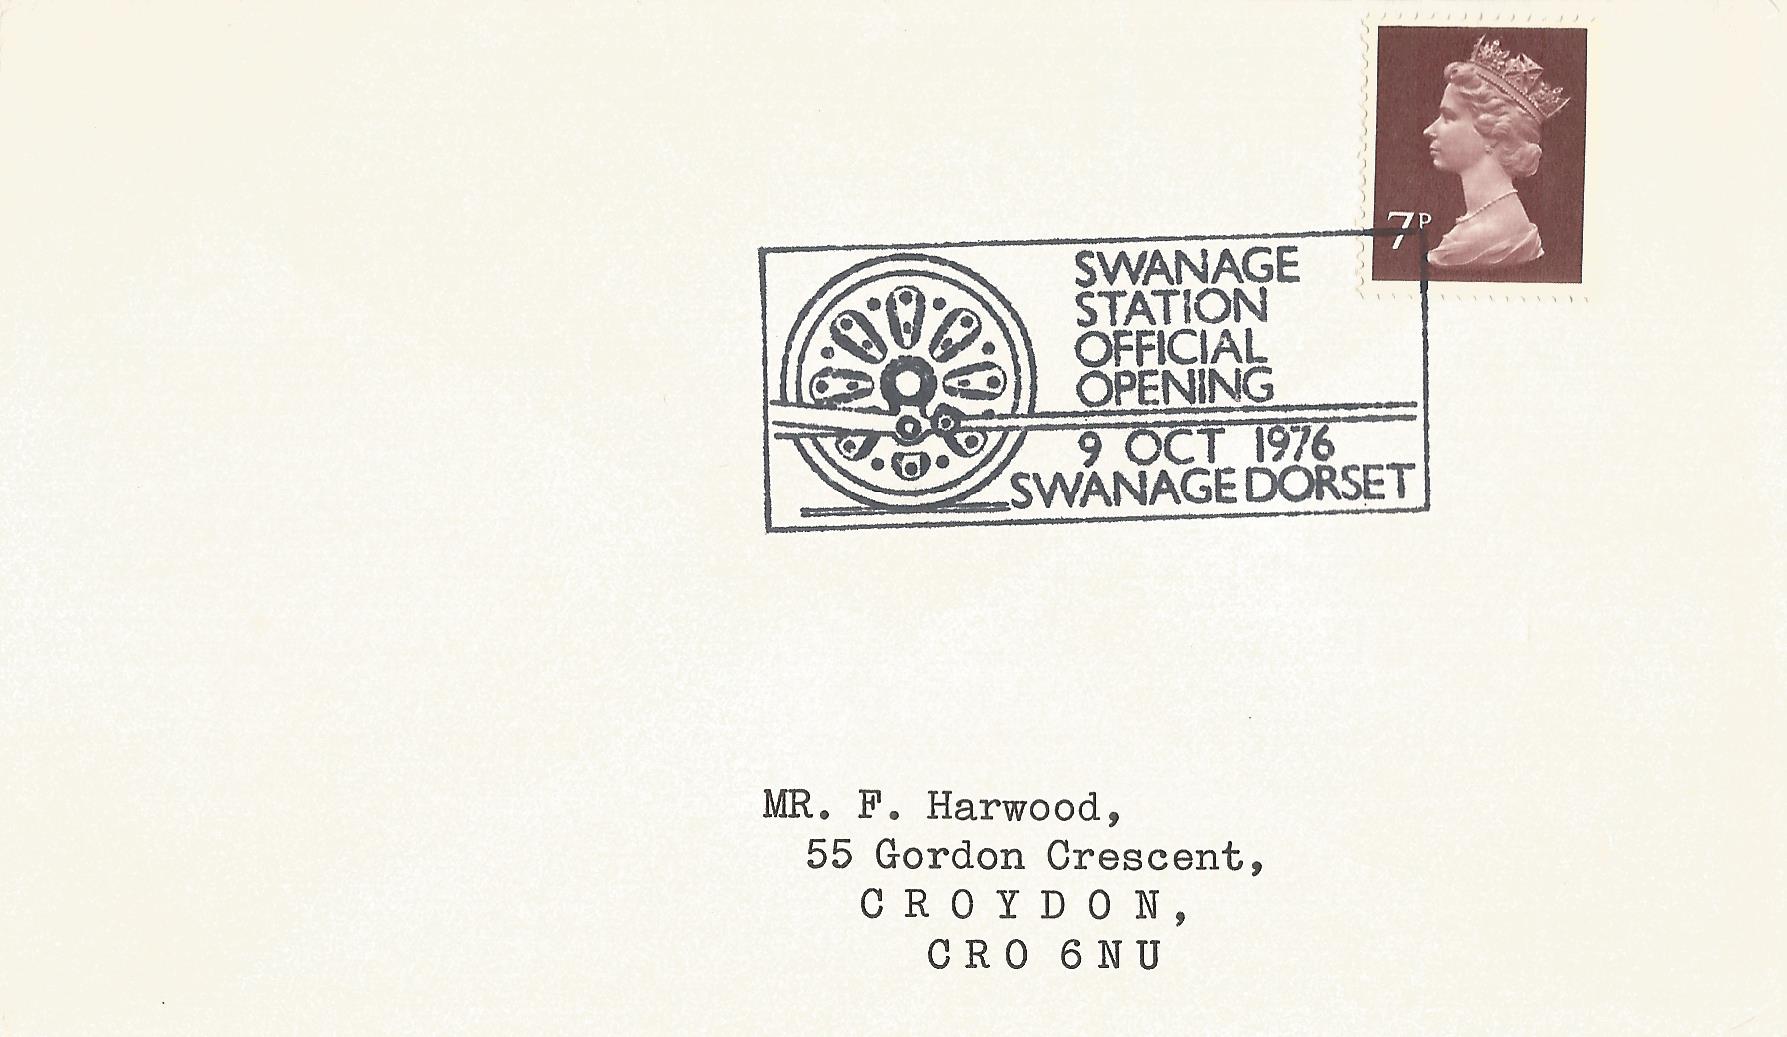 7P
SWANAGE
STATION
OFFICIAL
OPENING
9 OCT 1976
SWANAGE DORSET
MR. F. Harwood,
55 Gordon Crescent,
CROYDON,
CRO 6NU